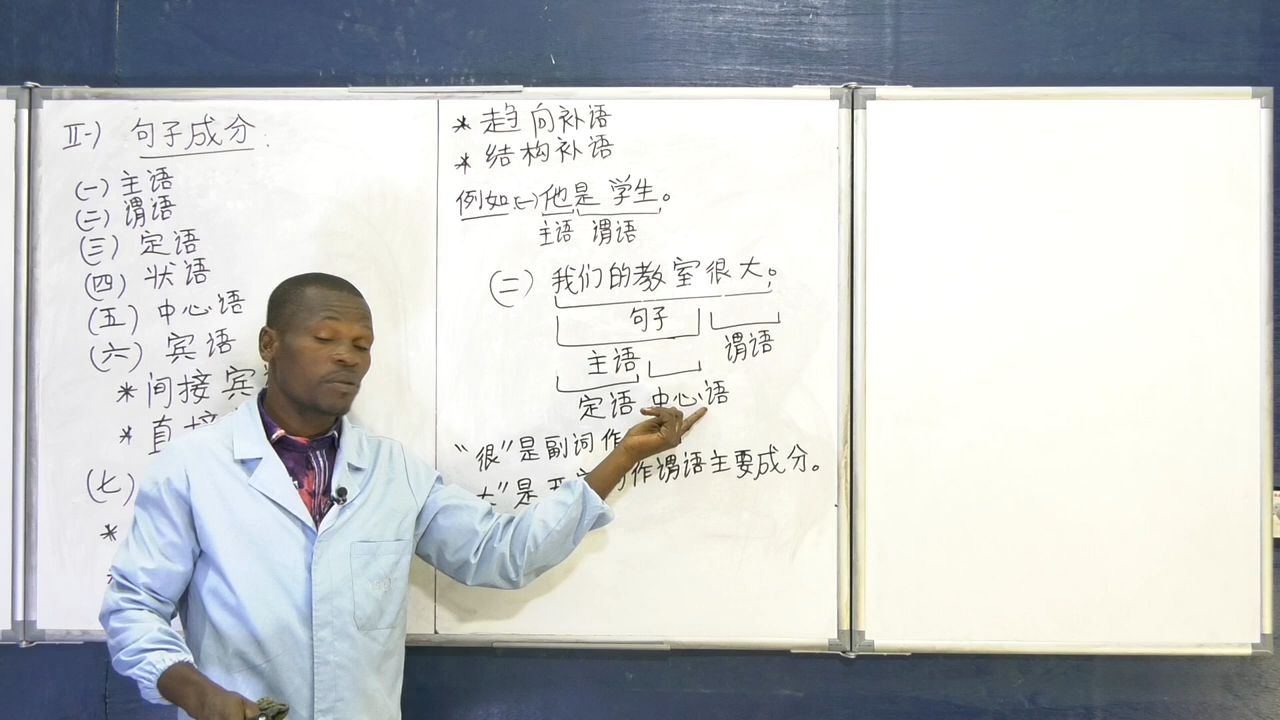 II-) 句子成分:
(一) 主语
(二) 谓语
(三) 定语
(四) 状语
(五) 中心语
(六) 宾语
* 间接宾
* 直接
(七)
*
* 趋向补语
* 结构补语
例如:(一)他是学生。
主语 谓语
(二) 我们的教室很大。
句子
主语 谓语
定语 中心语
"很"是副词作
大"是 作谓语主要成分。